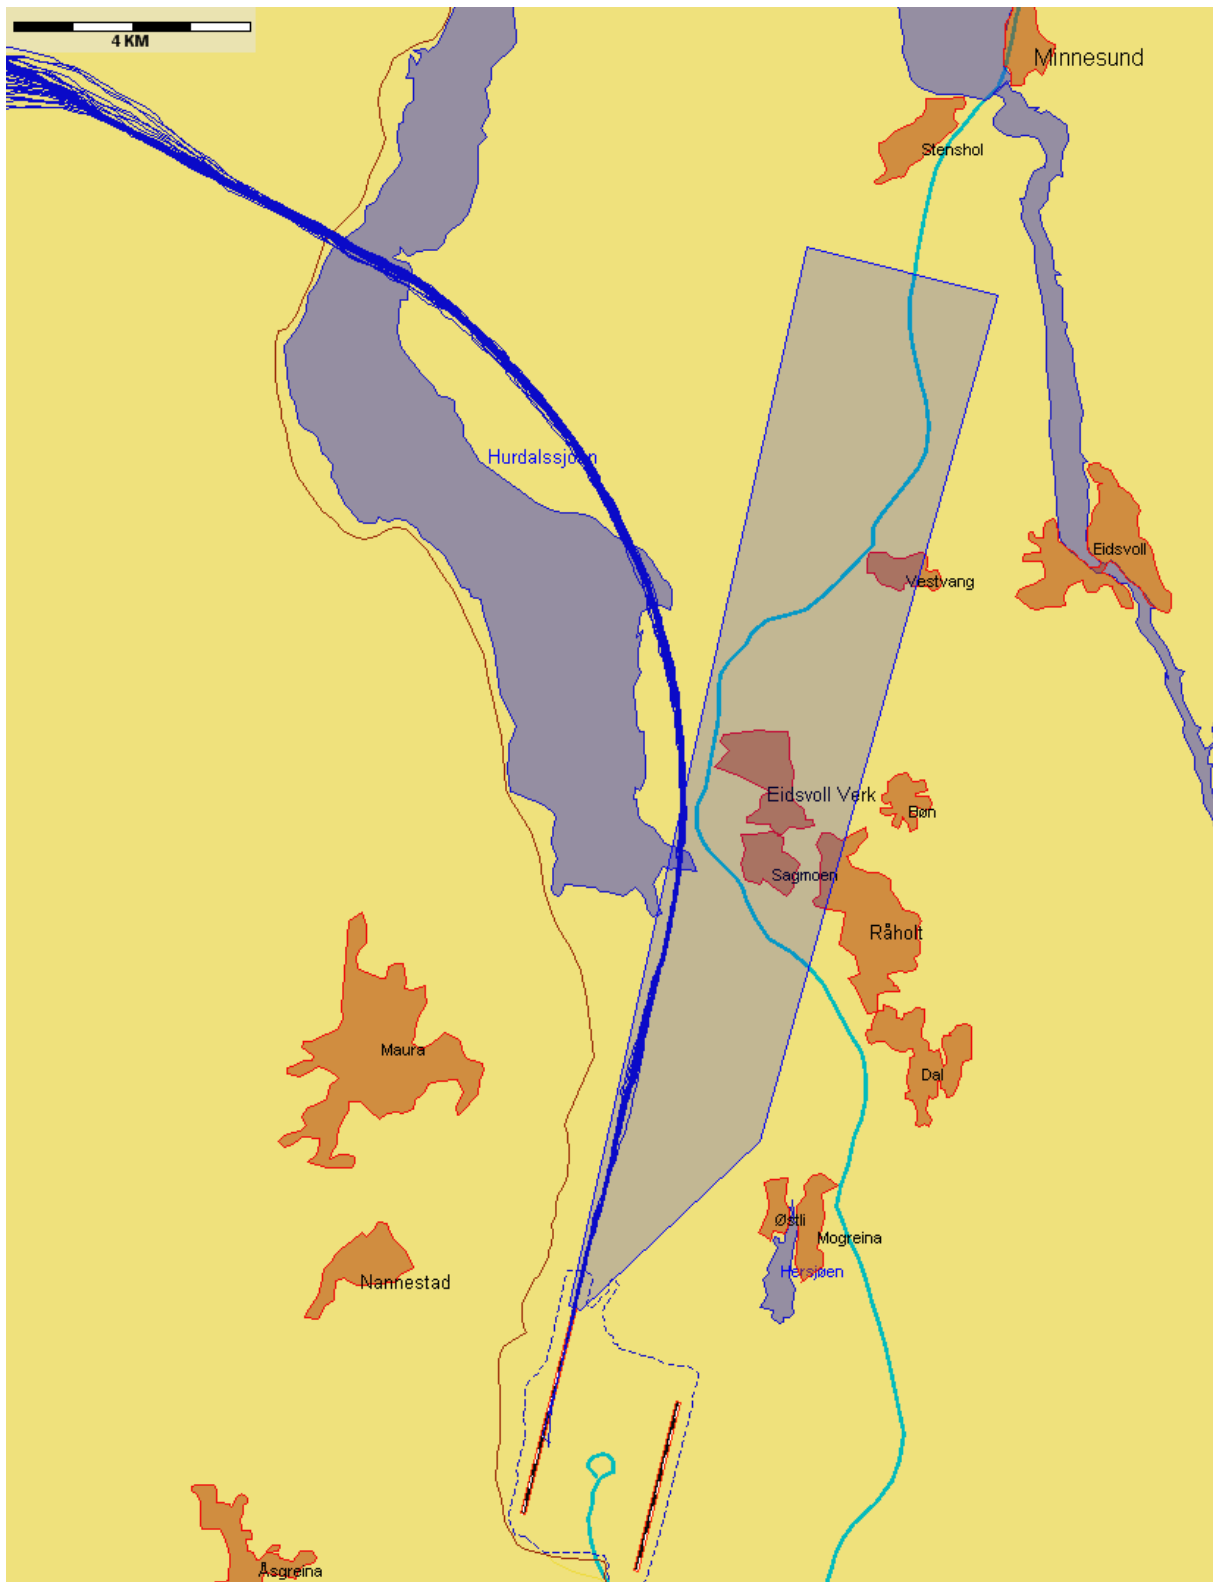 4 KM
Minnesund
Stenshol
Hurdalssjøen
Eidsvoll
Vestvang
Eidsvoll Verk
Bøn
Sagmoen
Råholt
Maura
Dal
Østli
Mogreina
Hersjøen
Nannestad
Åsgreina